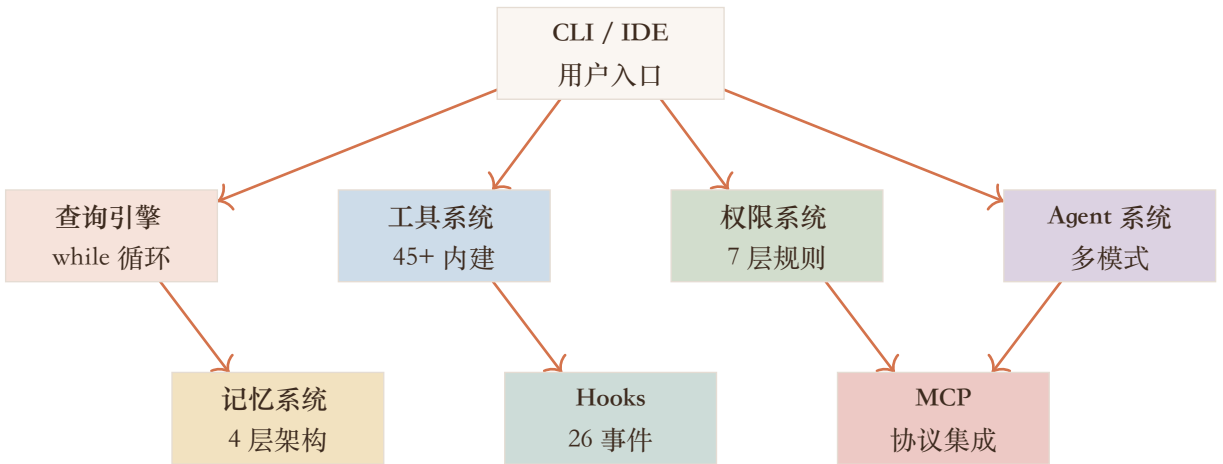 CLI / IDE
用户入口
查询引擎
while 循环
工具系统
45+ 内建
权限系统
7 层规则
Agent 系统
多模式
记忆系统
4 层架构
Hooks
26 事件
MCP
协议集成